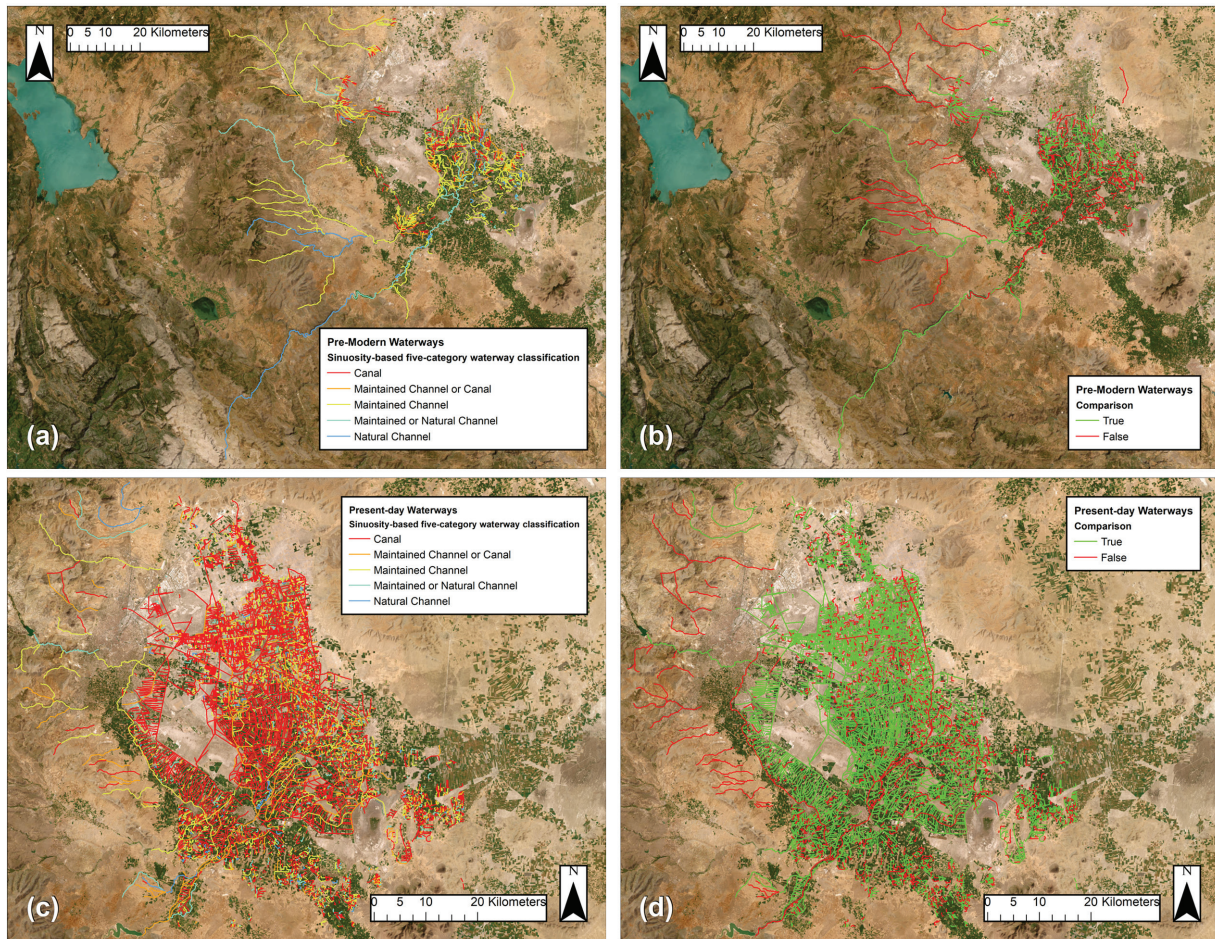 N
0 5 10 20 Kilometers
Pre-Modern Waterways
Sinuosity-based five-category waterway classification
Canal
Maintained Channel or Canal
Maintained Channel
Maintained or Natural Channel
Natural Channel
(a)
N
0 5 10 20 Kilometers
Pre-Modern Waterways
Comparison
True
False
(b)
Present-day Waterways
Sinuosity-based five-category waterway classification
Canal
Maintained Channel or Canal
Maintained Channel
Maintained or Natural Channel
Natural Channel
N
0 5 10 20 Kilometers
(c)
Present-day Waterways
Comparison
True
False
N
0 5 10 20 Kilometers
(d)